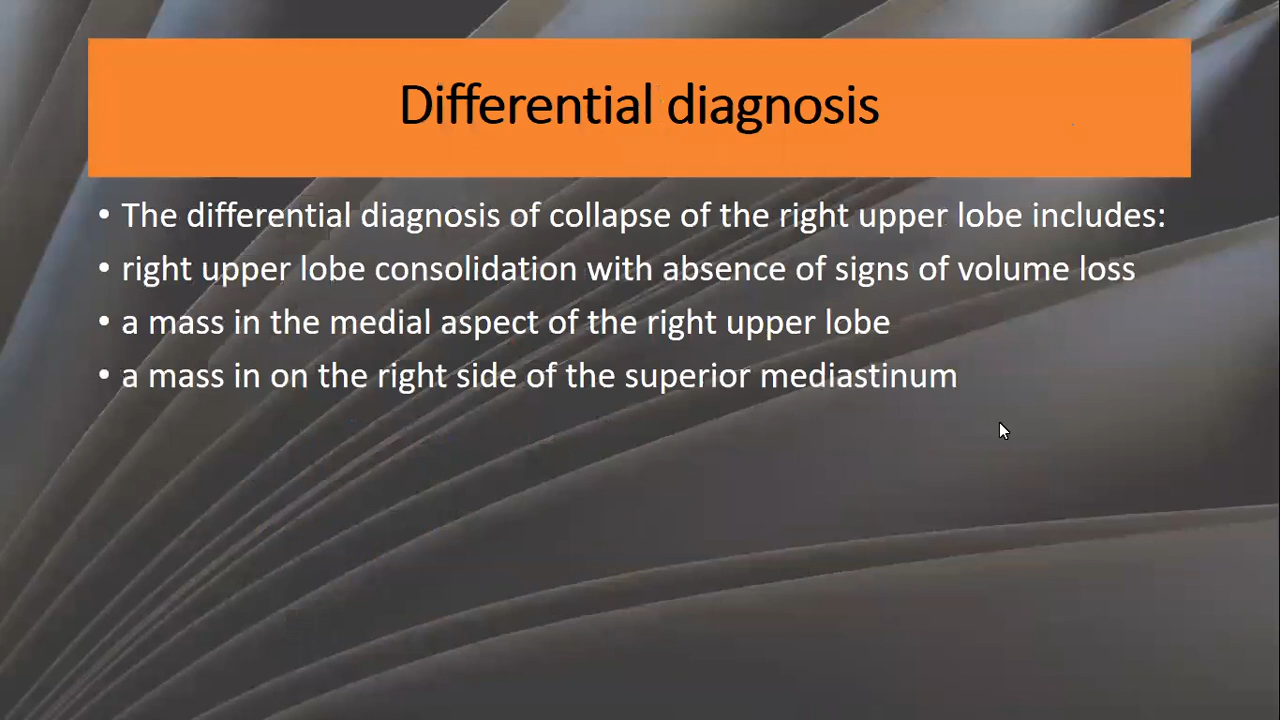 Differential diagnosis
• The differential diagnosis of collapse of the right upper lobe includes:
• right upper lobe consolidation with absence of signs of volume loss
• a mass in the medial aspect of the right upper lobe
• a mass in on the right side of the superior mediastinum